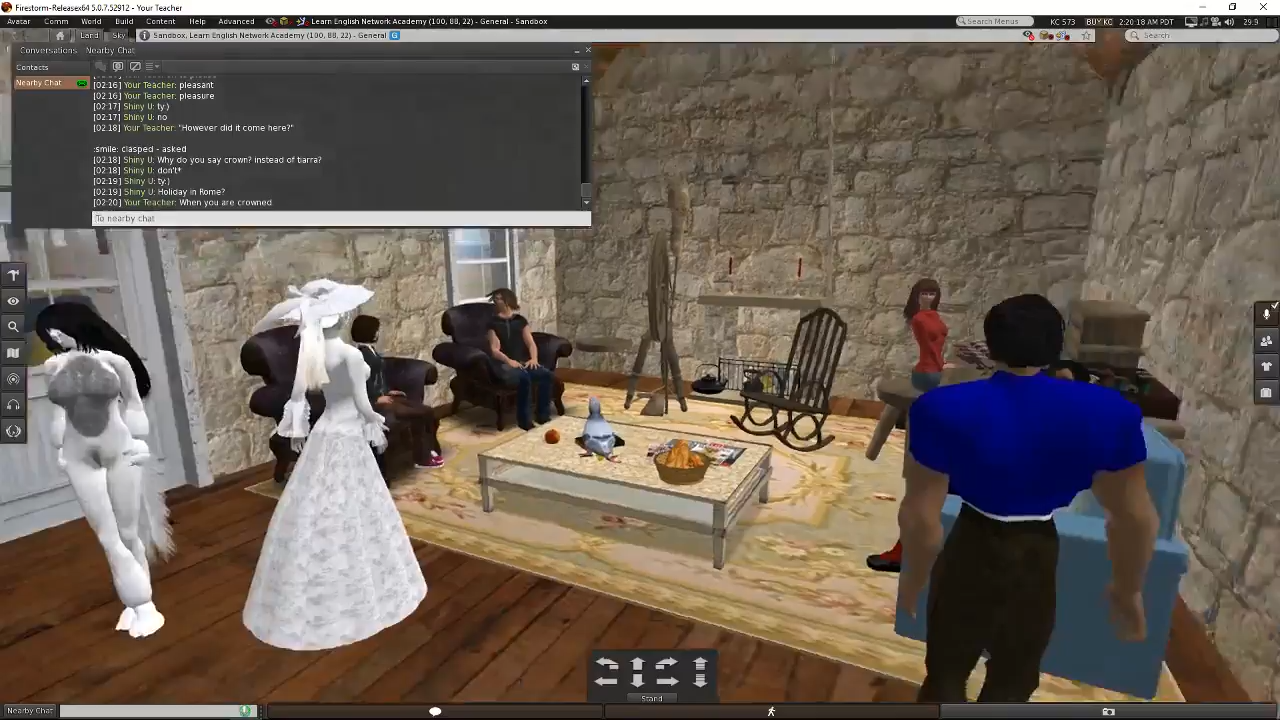 Firestorm-Releasex64 5.0.7.52912 - Your Teacher
Avatar Comm World Build Content Help Advanced Learn English Network Academy (100, 88, 22) - General - Sandbox Search Menus KC 573 BUY KC 2:20:18 AM PDT 29.9
Land Sky Sandbox, Learn English Network Academy (100, 88, 22) - General G Search
Conversations Nearby Chat
Contacts
Nearby Chat
[02:16] Your Teacher: pleasant
[02:16] Your Teacher: pleasure
[02:17] Shiny U: ty:)
[02:17] Shiny U: no
[02:18] Your Teacher: "However did it come here?"
:smile: clasped - asked
[02:18] Shiny U: Why do you say crown? instead of tiarra?
[02:18] Shiny U: don't*
[02:19] Shiny U: ty:)
[02:19] Shiny U: Holiday in Rome?
[02:20] Your Teacher: When you are crowned
To nearby chat
Stand
Nearby Chat